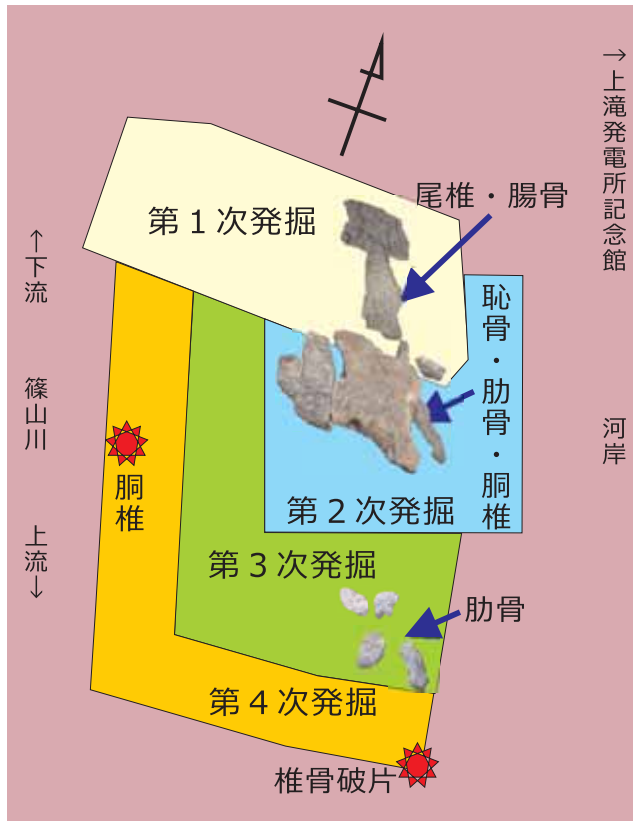 →上滝発電所記念館
尾椎・腸骨
第1次発掘
←下流
篠山川
上流→
恥骨・肋骨・胴椎
河岸
胴椎
第2次発掘
第3次発掘
肋骨
第4次発掘
椎骨破片